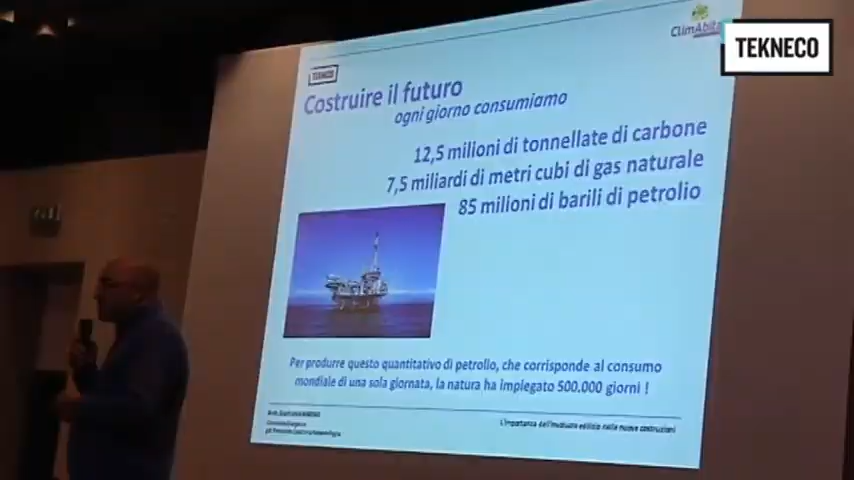 ClimAbita
TEKNECO
TEKNECO
Costruire il futuro
ogni giorno consumiamo
12,5 milioni di tonnellate di carbone
7,5 miliardi di metri cubi di gas naturale
85 milioni di barili di petrolio
Per produrre questo quantitativo di petrolio, che corrisponde al consumo
mondiale di una sola giornata, la natura ha impiegato 500.000 giorni !
L'importanza dell'involucro edilizio nelle nuove costruzioni